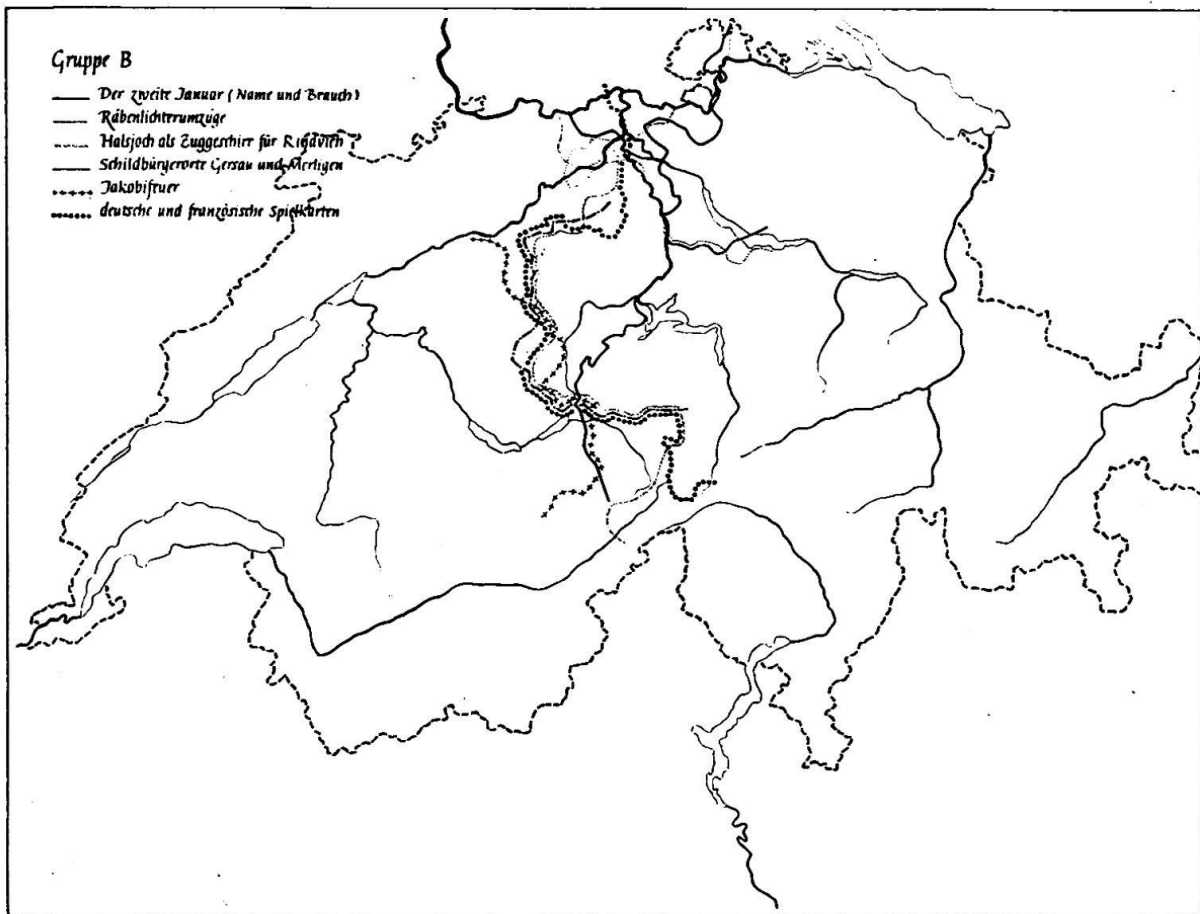 Gruppe B
Der zweite Januar (Name und Brauch)
Räbenlichterumzüge
Halsjoch als Zuggeschirr für Rindvieh
Schildbürgerorte Gersau und Merligen
Jakobifeuer
deutsche und französische Spielkarten